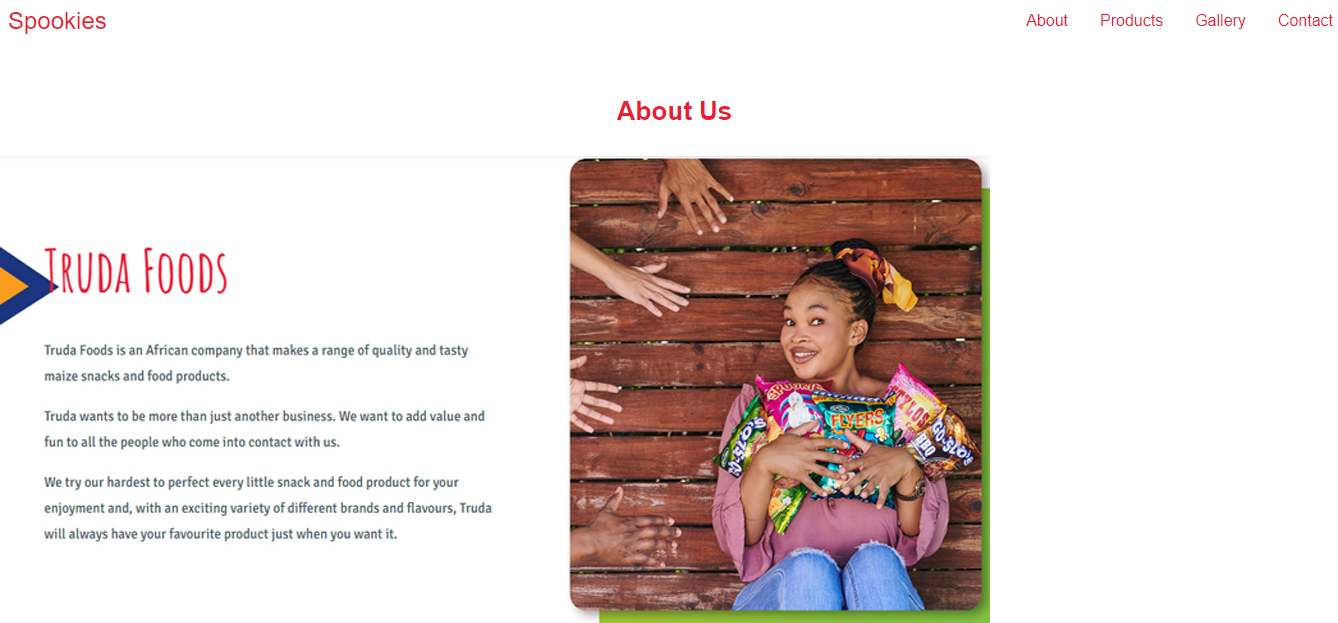 Spookies
About Products Gallery Contact
About Us
TRUDA FOODS
Truda Foods is an African company that makes a range of quality and tasty
maize snacks and food products.
Truda wants to be more than just another business. We want to add value and
fun to all the people who come into contact with us.
We try our hardest to perfect every little snack and food product for your
enjoyment and, with an exciting variety of different brands and flavours, Truda
will always have your favourite product just when you want it.
FLYERS
GO-SLO'S
GO-SLO'S
BBQ